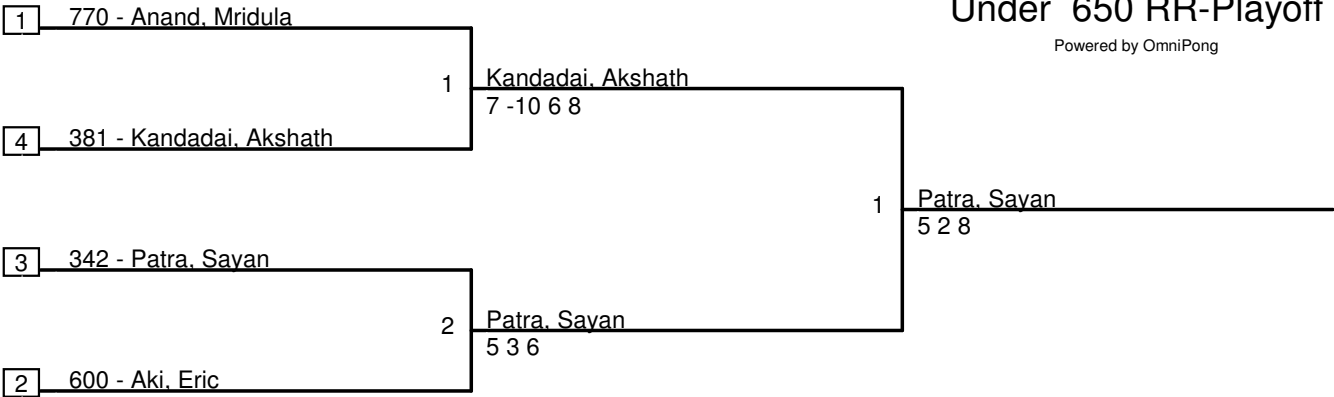 Under 650 RR-Playoff
Powered by OmniPong
1 770 - Anand, Mridula
1 Kandadai, Akshath
7 -10 6 8
4 381 - Kandadai, Akshath
1 Patra, Sayan
5 2 8
3 342 - Patra, Sayan
2 Patra, Sayan
5 3 6
2 600 - Aki, Eric